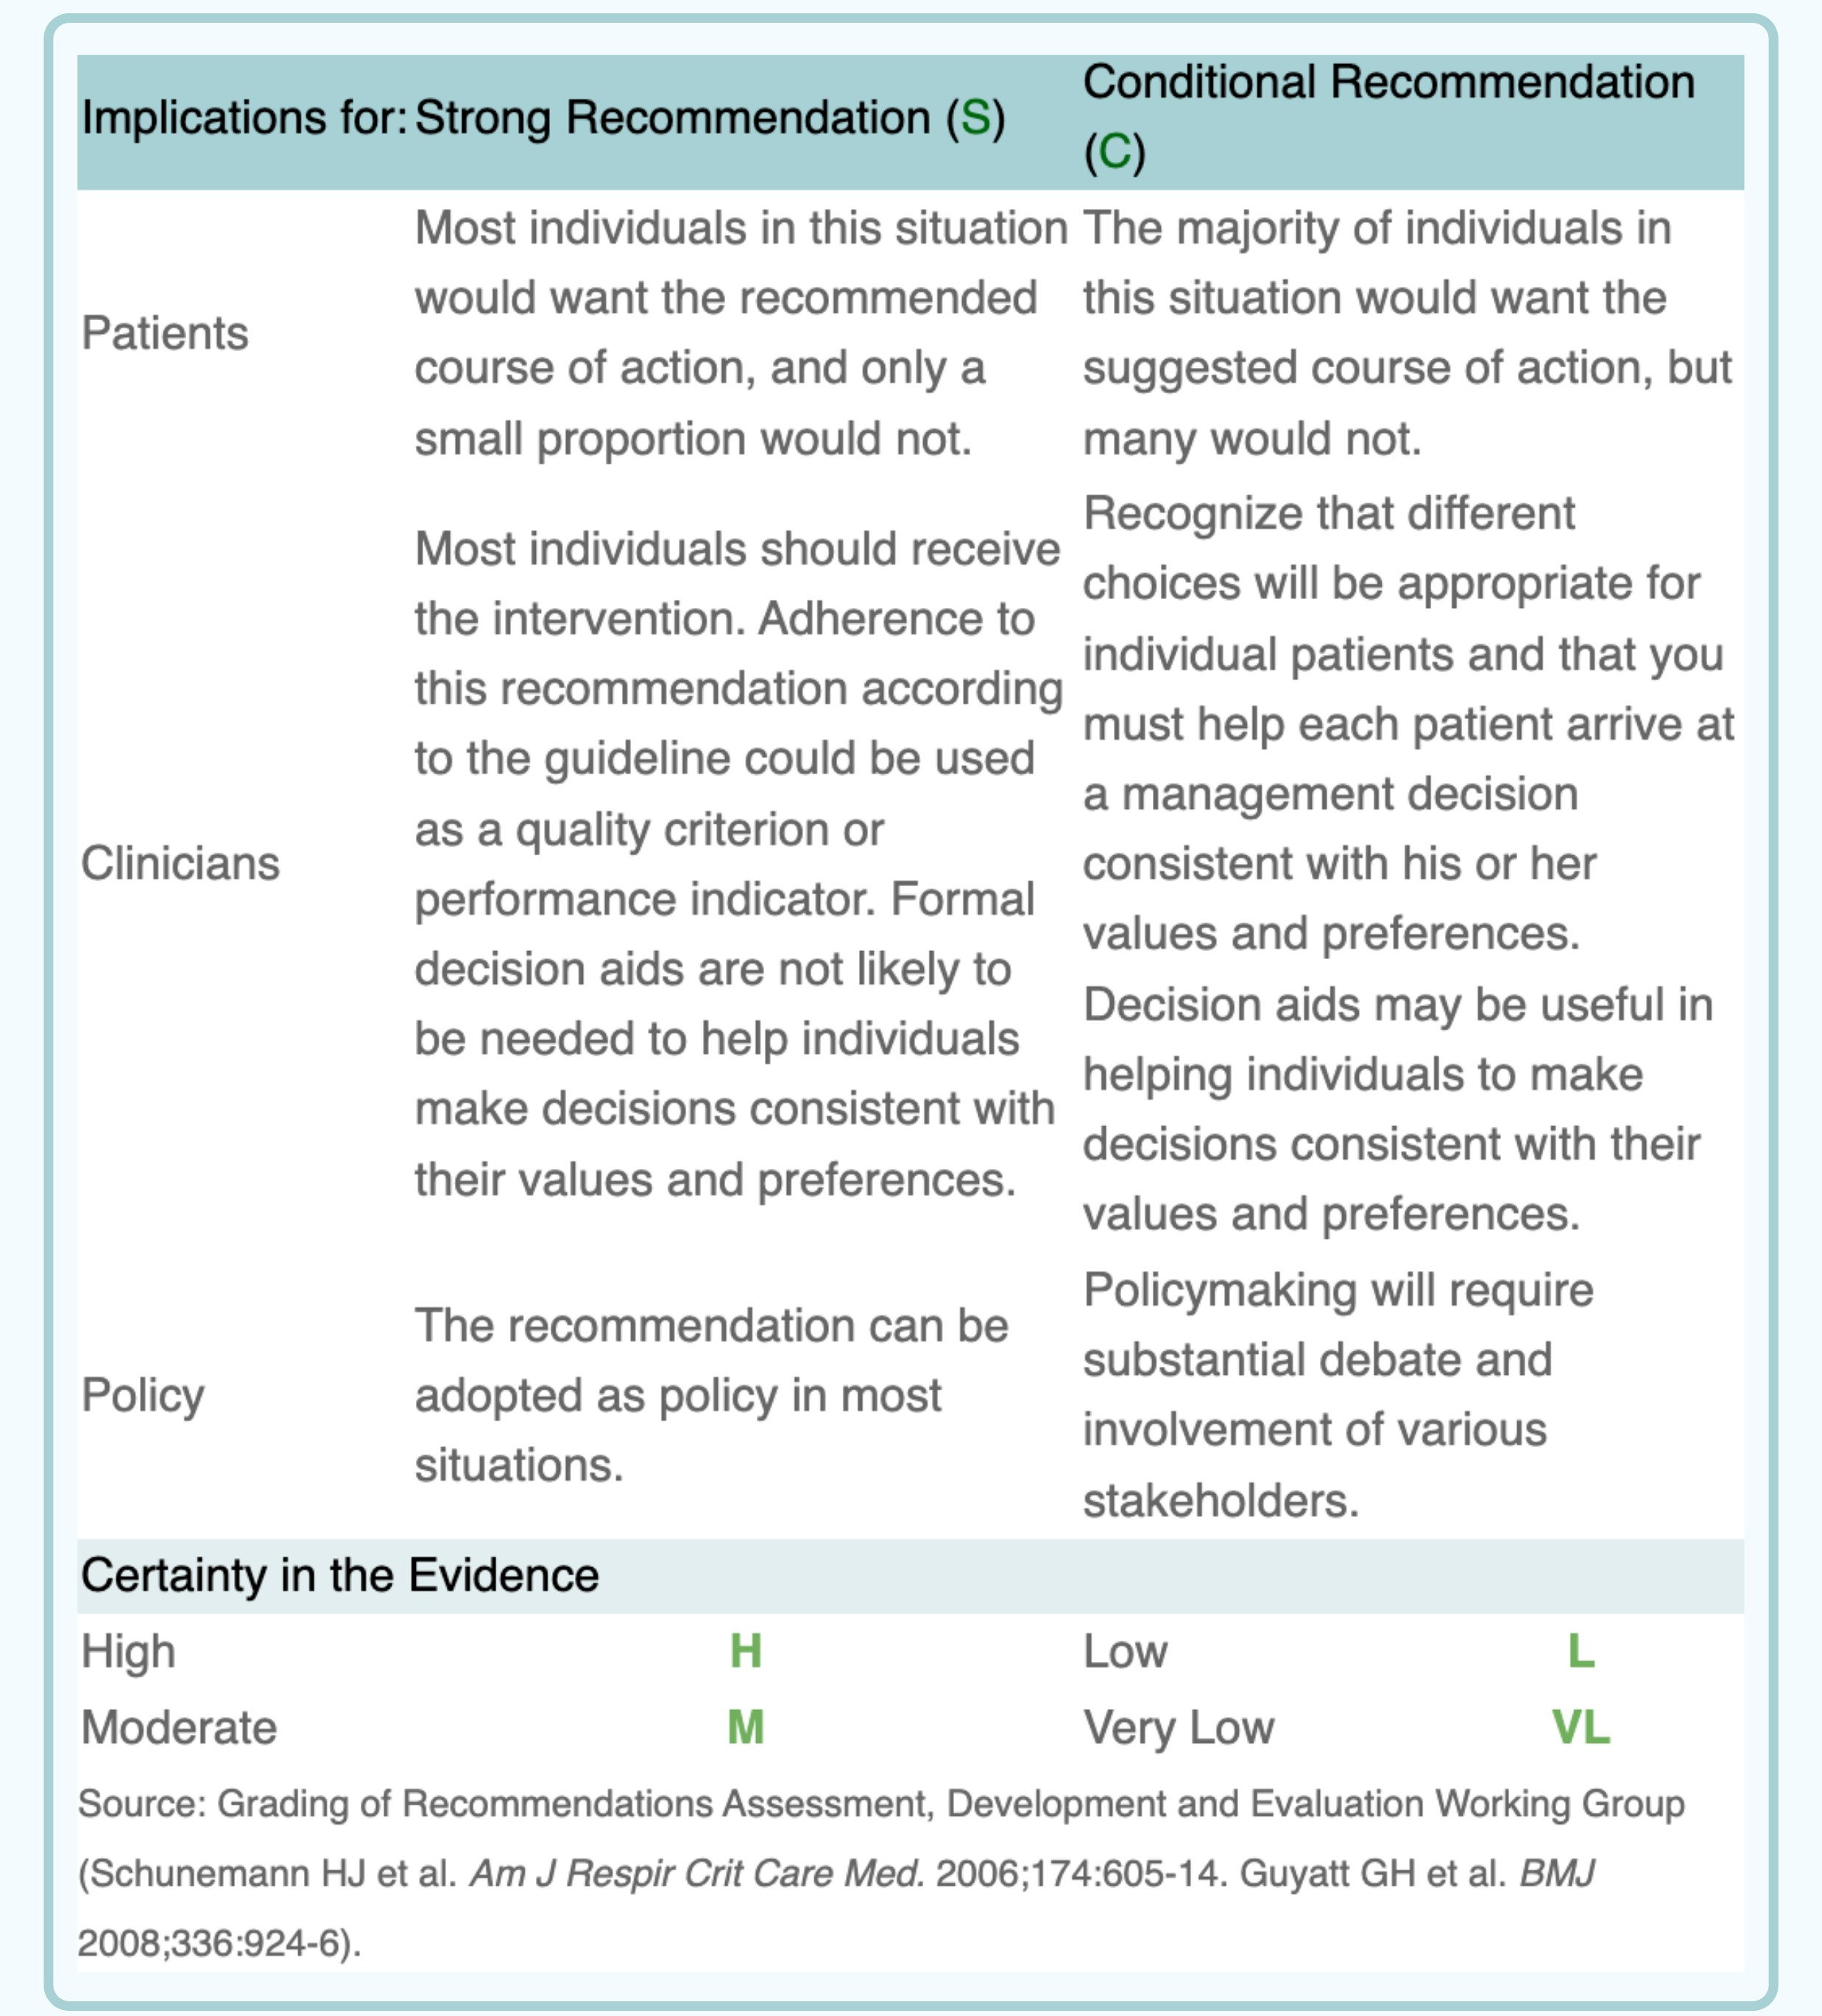 Implications for: Strong Recommendation (S)
Conditional Recommendation
(C)
Patients
Most individuals in this situation
would want the recommended
course of action, and only a
small proportion would not.
The majority of individuals in
this situation would want the
suggested course of action, but
many would not.
Clinicians
Most individuals should receive
the intervention. Adherence to
this recommendation according
to the guideline could be used
as a quality criterion or
performance indicator. Formal
decision aids are not likely to
be needed to help individuals
make decisions consistent with
their values and preferences.
Recognize that different
choices will be appropriate for
individual patients and that you
must help each patient arrive at
a management decision
consistent with his or her
values and preferences.
Decision aids may be useful in
helping individuals to make
decisions consistent with their
values and preferences.
Policy
The recommendation can be
adopted as policy in most
situations.
Policymaking will require
substantial debate and
involvement of various
stakeholders.
Certainty in the Evidence
High H Low L
Moderate M Very Low VL
Source: Grading of Recommendations Assessment, Development and Evaluation Working Group
(Schunemann HJ et al. Am J Respir Crit Care Med. 2006;174:605-14. Guyatt GH et al. BMJ
2008;336:924-6).